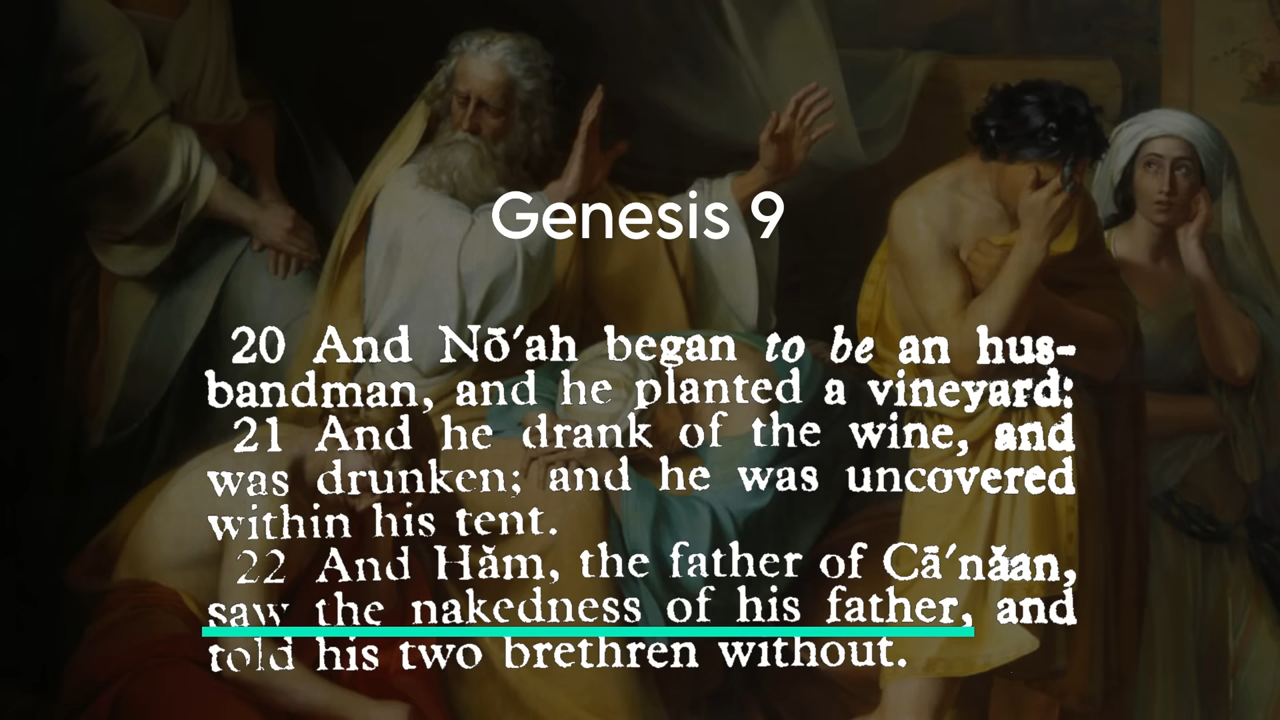 Genesis 9
20 And Nō′ah began to be an hus-
bandman, and he planted a vineyard:
21 And he drank of the wine, and
was drunken; and he was uncovered
within his tent.
22 And Hăm, the father of Cā′năan,
saw the nakedness of his father, and
told his two brethren without.